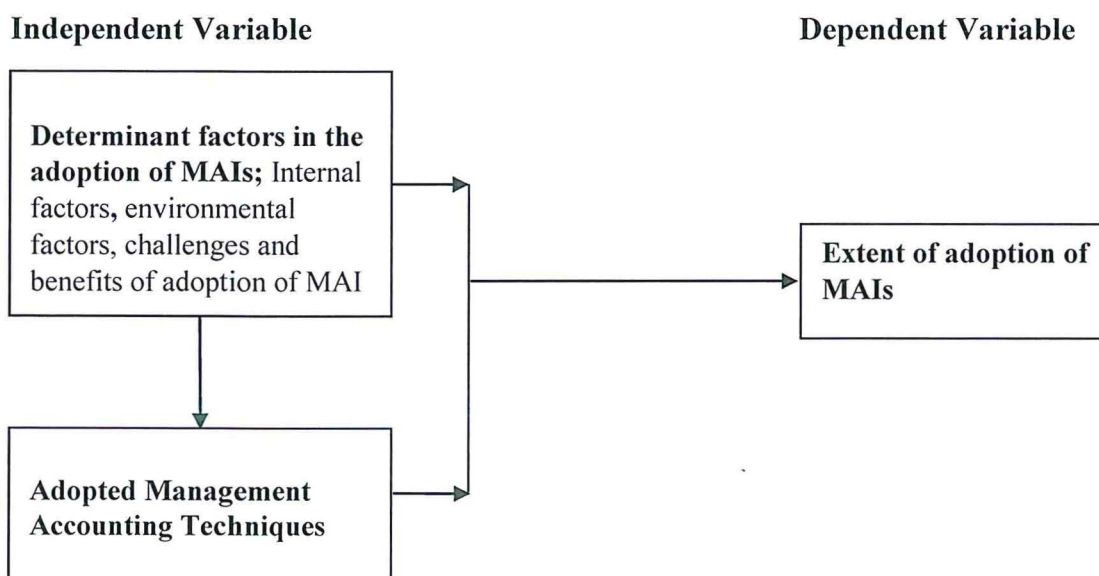 Independent Variable
Dependent Variable
Determinant factors in the
adoption of MAIs; Internal
factors, environmental
factors, challenges and
benefits of adoption of MAI
Extent of adoption of
MAIs
Adopted Management
Accounting Techniques